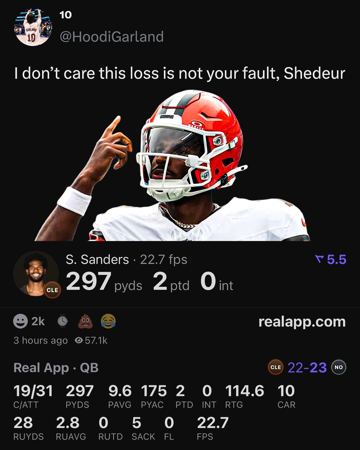 10
@HoodiGarland
I don't care this loss is not your fault, Shedeur
S. Sanders · 22.7 fps
5.5
CLE
297 pyds 2 ptd 0 int
2k
realapp.com
3 hours ago 57.1k
Real App · QB
CLE 22-23 NO
19/31 297 9.6 175 2 0 114.6 10
C/ATT PYDS PAVG PYAC PTD INT RTG CAR
28 2.8 0 5 0 22.7
RUYDS RUAVG RUTD SACK FL FPS